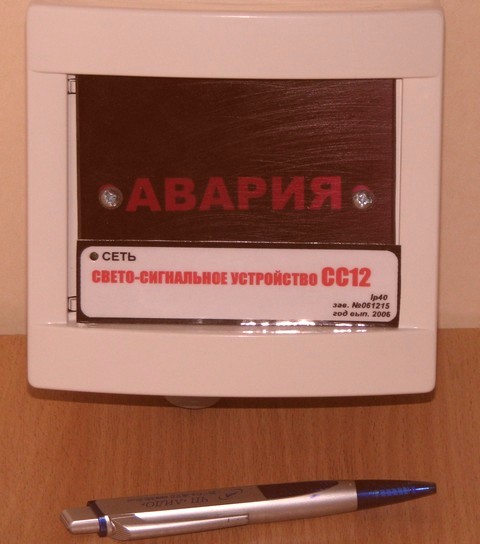 АВАРИЯ
СЕТЬ
СВЕТО-СИГНАЛЬНОЕ УСТРОЙСТВО СС12
Ip40
зав. №061215
год вып. 2006